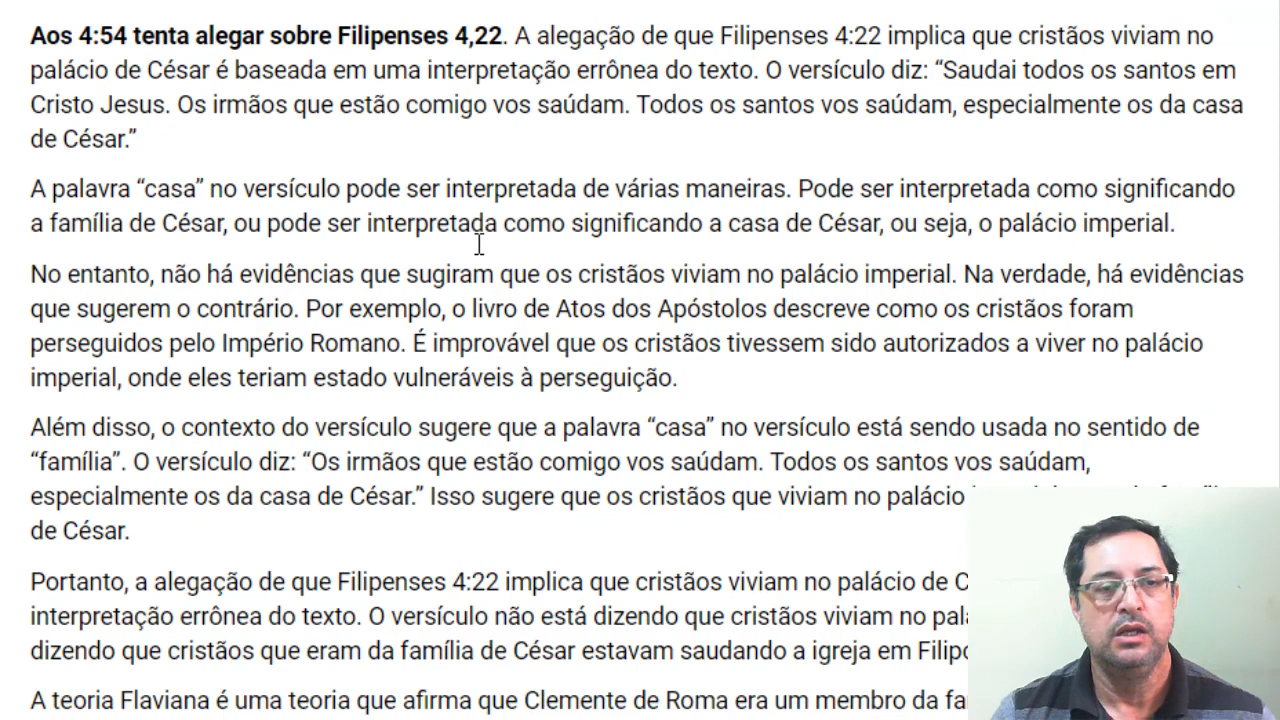 Aos 4:54 tenta alegar sobre Filipenses 4,22. A alegação de que Filipenses 4:22 implica que cristãos viviam no
palácio de César é baseada em uma interpretação errônea do texto. O versículo diz: “Saudai todos os santos em
Cristo Jesus. Os irmãos que estão comigo vos saúdam. Todos os santos vos saúdam, especialmente os da casa
de César.”
A palavra “casa” no versículo pode ser interpretada de várias maneiras. Pode ser interpretada como significando
a família de César, ou pode ser interpretada como significando a casa de César, ou seja, o palácio imperial.
No entanto, não há evidências que sugiram que os cristãos viviam no palácio imperial. Na verdade, há evidências
que sugerem o contrário. Por exemplo, o livro de Atos dos Apóstolos descreve como os cristãos foram
perseguidos pelo Império Romano. É improvável que os cristãos tivessem sido autorizados a viver no palácio
imperial, onde eles teriam estado vulneráveis à perseguição.
Além disso, o contexto do versículo sugere que a palavra “casa” no versículo está sendo usada no sentido de
“família”. O versículo diz: “Os irmãos que estão comigo vos saúdam. Todos os santos vos saúdam,
especialmente os da casa de César.” Isso sugere que os cristãos que viviam no palácio
de César.
Portanto, a alegação de que Filipenses 4:22 implica que cristãos viviam no palácio de C
interpretação errônea do texto. O versículo não está dizendo que cristãos viviam no pal
dizendo que cristãos que eram da família de César estavam saudando a igreja em Filip
A teoria Flaviana é uma teoria que afirma que Clemente de Roma era um membro da fa